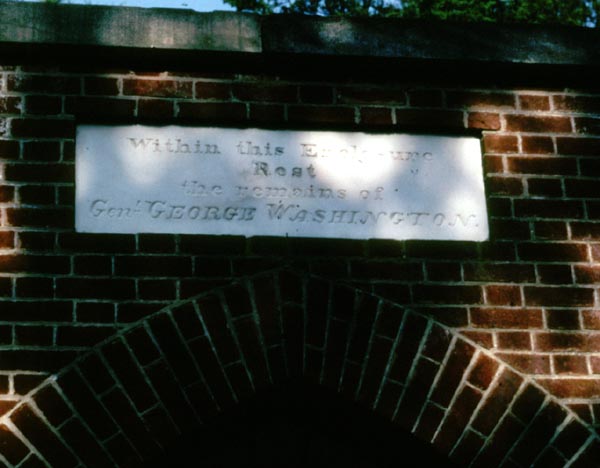 Within this Enclosure
Rest
the remains of
Genl. GEORGE WASHINGTON.